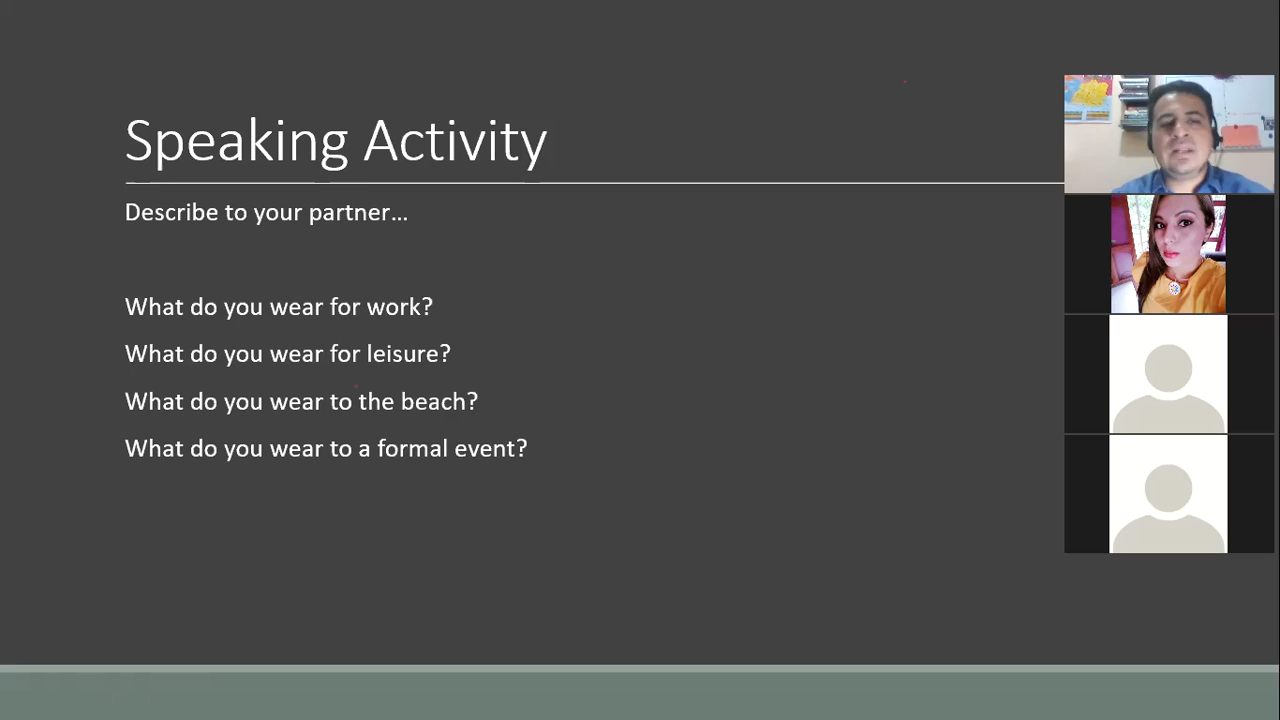 Speaking Activity
Describe to your partner...
What do you wear for work?
What do you wear for leisure?
What do you wear to the beach?
What do you wear to a formal event?